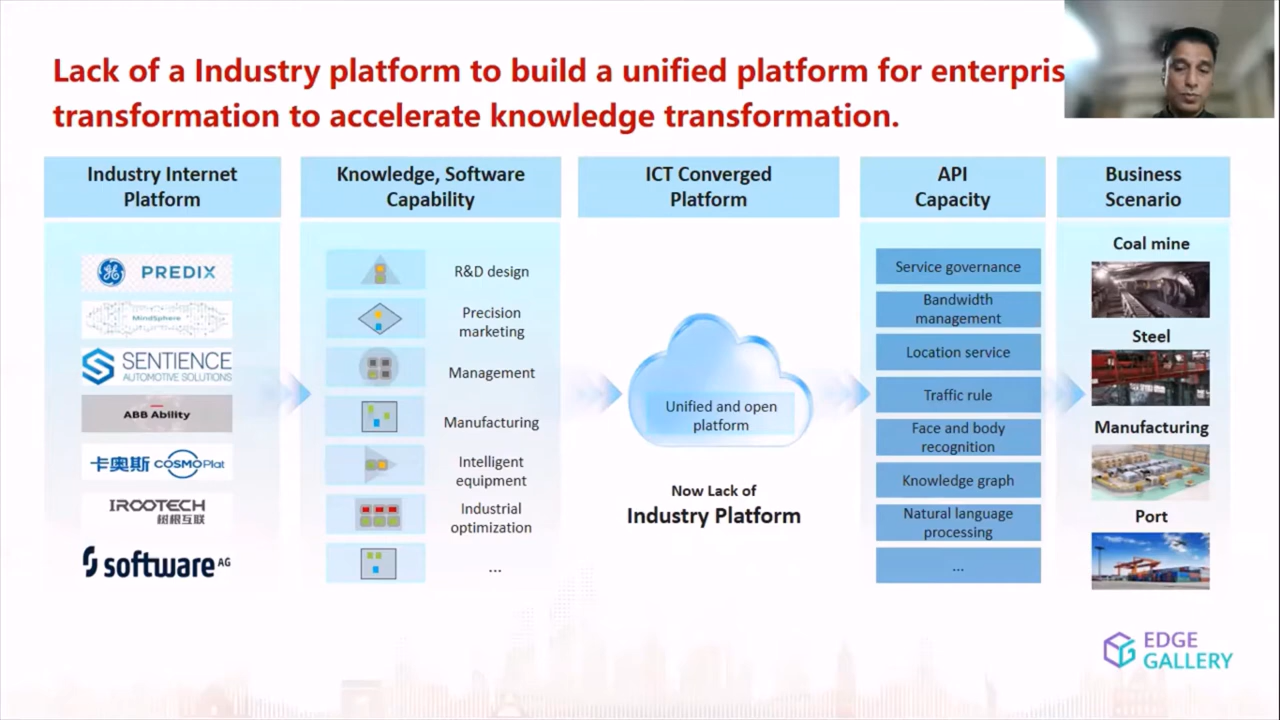 Lack of a Industry platform to build a unified platform for enterpris
transformation to accelerate knowledge transformation.
Industry Internet
Platform
Knowledge, Software
Capability
ICT Converged
Platform
API
Capacity
Business
Scenario
GE PREDIX
MindSphere
SENTIENCE
AUTOMOTIVE SOLUTIONS
ABB Ability
卡奥斯 COSMOPlat
IROOTECH
树根互联
software AG
R&D design
Precision
marketing
Management
Manufacturing
Intelligent
equipment
Industrial
optimization
...
Unified and open
platform
Now Lack of
Industry Platform
Service governance
Bandwidth
management
Location service
Traffic rule
Face and body
recognition
Knowledge graph
Natural language
processing
...
Coal mine
Steel
Manufacturing
Port
EDGE
GALLERY